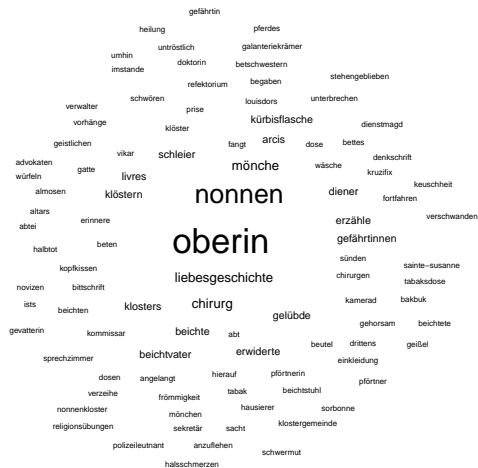 gefährtin
heilung pferdes
umhin untröstlich galanteriekrämer
imstande doktorin betschwestern
refektorium begaben stehengeblieben
verwalter schwören prise louisdors unterbrechen
vorhänge klöster kürbisflasche dienstmagd
geistlichen vikar schleier fangt arcis dose bettes
advokaten gatte livres mönche wäsche denkschrift
würfeln kruzifix
almosen klöstern nonnen diener keuschheit
fortfahren
altars erinnere erzähle verschwanden
abtei
halbtot beten oberin gefährtinnen
kopfkissen sünden sainte-susanne
novizen bittschrift liebesgeschichte chirurgen tabaksdose
ists beichten klosters chirurg kamerad bakbuk
gelübde gehorsam beichtete
gevatterin kommissar beichte abt beutel drittens geißel
sprechzimmer beichtvater erwiderte einkleidung
dosen angelangt hierauf pförtnerin pförtner
verzeihe frömmigkeit tabak beichtstuhl
nonnenkloster mönchen hausierer sorbonne
religionsübungen sekretär sacht klostergemeinde
polizeileutnant anzuflehen schwermut
halsschmerzen